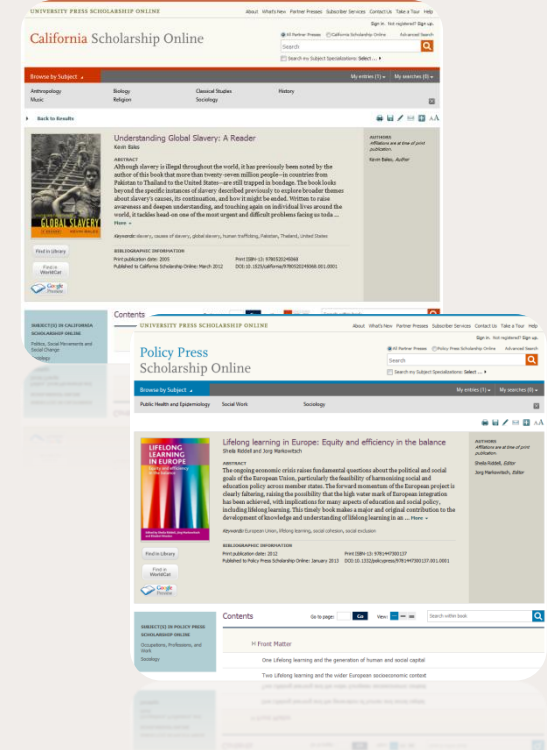 UNIVERSITY PRESS SCHOLARSHIP ONLINE
About What'sNew Partner Presses Subscriber Services Contact Us Take a Tour Help
Sign in. Not registered? Sign up.
California Scholarship Online
All Partner Presses California Scholarship Online Advanced Search
Search
Search my Subject Specializations: Select ...
Browse by Subject
My entries (1) My searches (6)
Anthropology Biology Classical Studies History
Music Religion Sociology
Back to Results
AA
Understanding Global Slavery: A Reader
Kevin Bales
ABSTRACT
Although slavery is illegal throughout the world, it has previously been noted by the
author of this book that more than twenty-seven million people—in countries from
Pakistan to Thailand to the United States—are still trapped in bondage. The book looks
beyond the specific instances of slavery described previously to explore broader themes
about slavery's causes, its continuation, and how it might be ended. Written to raise
awareness and deepen understanding, and touching again on individual lives around the
world, it tackles head-on one of the most urgent and difficult problems facing us toda ...
More
Keywords: slavery, causes of slavery, global slavery, human trafficking, Pakistan, Thailand, United States
BIBLIOGRAPHIC INFORMATION
Print publication date: 2005 Print ISBN-13: 9780520245068
Published to California Scholarship Online: March 2012 DOI:10.1525/california/9780520245068.001.0001
AUTHORS
Affiliations are at time of print
publication.
Kevin Bales, Author
GLOBAL SLAVERY
Find in Library
Find in
WorldCat
Google
Preview
SUBJECT(S) IN CALIFORNIA
SCHOLARSHIP ONLINE
Politics, Social Movements and
Social Change
Contents
UNIVERSITY PRESS SCHOLARSHIP ONLINE
About What'sNew Partner Presses Subscriber Services Contact Us Take a Tour Help
Sign in. Not registered? Sign up.
Policy Press
Scholarship Online
All Partner Presses Policy Press Scholarship Online Advanced Search
Search
Search my Subject Specializations: Select ...
Browse by Subject
My entries (1) My searches (6)
Public Health and Epidemiology Social Work Sociology
AA
LIFELONG
LEARNING
IN EUROPE
Equity and efficiency in
the balance
Lifelong learning in Europe: Equity and efficiency in the balance
Sheila Riddell and Jorg Markowitsch
ABSTRACT
The ongoing economic crisis raises fundamental questions about the political and social
goals of the European Union, particularly the feasibility of harmonising social and
education policy across member states. The forward momentum of the European project is
clearly faltering, raising the possibility that the high water mark of European integration
has been achieved, with implications for many aspects of education and social policy,
including lifelong learning. This timely book makes a major and original contribution to the
development of knowledge and understanding of lifelong learning in an ... More
Keywords: European Union, lifelong learning, social cohesion, social exclusion
BIBLIOGRAPHIC INFORMATION
Print publication date: 2012 Print ISBN-13: 9781447300137
Published to Policy Press Scholarship Online: January 2013 DOI:10.1332/policypress/9781447300137.001.0001
AUTHORS
Affiliations are at time of print
publication.
Sheila Riddell, Editor
Jorg Markowitsch, Editor
Find in Library
Find in
WorldCat
Google
Preview
SUBJECT(S) IN POLICY PRESS
SCHOLARSHIP ONLINE
Occupations, Professions, and
Work
Sociology
Contents
Go to page: Go View: Search within book
Front Matter
One Lifelong learning and the generation of human and social capital
Two Lifelong learning and the wider European socioeconomic context